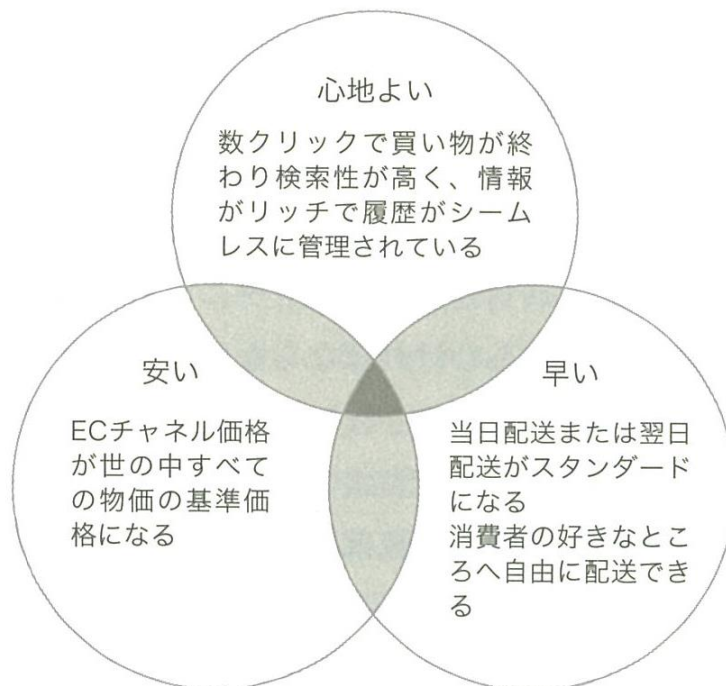 心地よい
数クリックで買い物が終
わり検索性が高く、情報
がリッチで履歴がシーム
レスに管理されている
安い
ECチャネル価格
が世の中すべて
の物価の基準価
格になる
早い
当日配送または翌日
配送がスタンダード
になる
消費者の好きなとこ
ろへ自由に配送でき
る